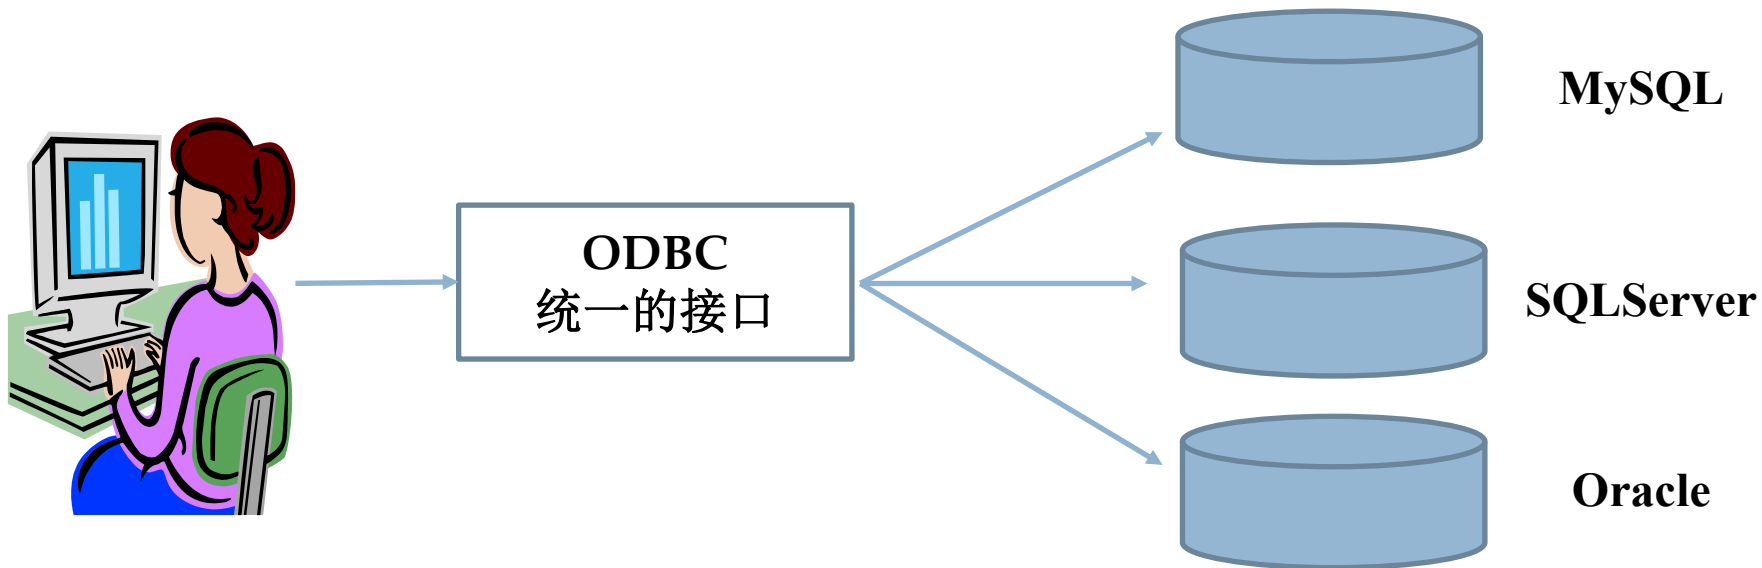 MySQL
ODBC
统一的接口
SQLServer
Oracle